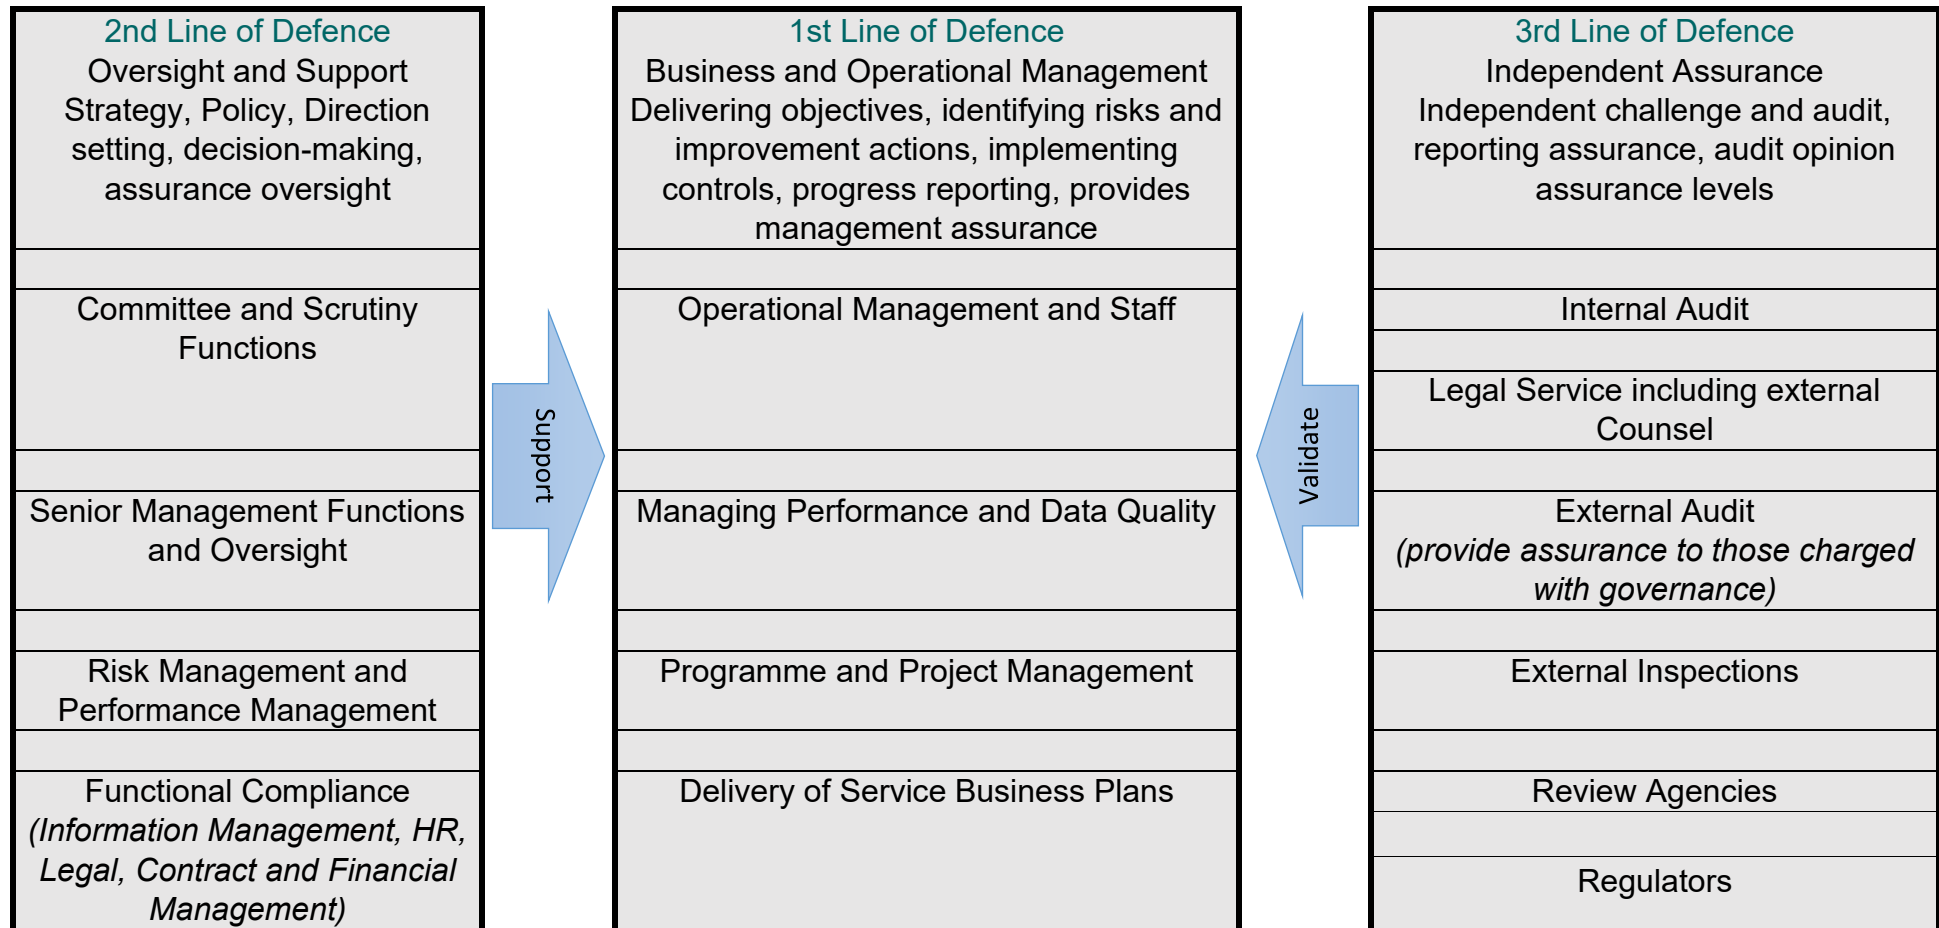 2nd Line of Defence
Oversight and Support
Strategy, Policy, Direction
setting, decision-making,
assurance oversight
Committee and Scrutiny
Functions
Senior Management Functions
and Oversight
Risk Management and
Performance Management
Functional Compliance
(Information Management, HR,
Legal, Contract and Financial
Management)
Support
1st Line of Defence
Business and Operational Management
Delivering objectives, identifying risks and
improvement actions, implementing
controls, progress reporting, provides
management assurance
Operational Management and Staff
Managing Performance and Data Quality
Programme and Project Management
Delivery of Service Business Plans
Validate
3rd Line of Defence
Independent Assurance
Independent challenge and audit,
reporting assurance, audit opinion
assurance levels
Internal Audit
Legal Service including external
Counsel
External Audit
(provide assurance to those charged
with governance)
External Inspections
Review Agencies
Regulators